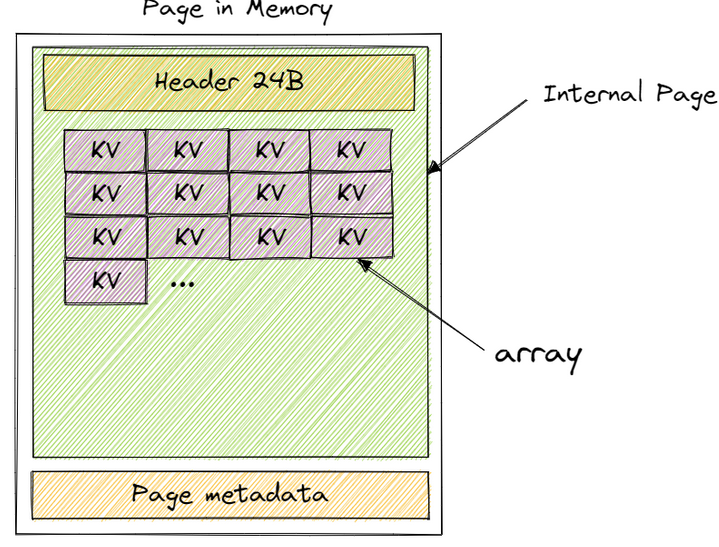 Page in Memory
Header 24B
Internal Page
KV KV KV KV
KV KV KV KV
KV KV KV KV
KV ...
array
Page metadata